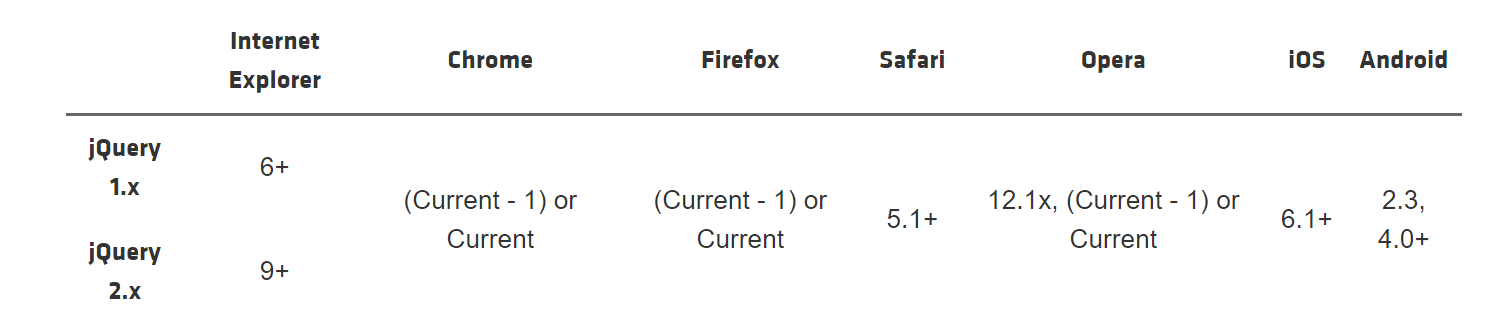 Internet
Explorer
Chrome
Firefox
Safari
Opera
iOS
Android
jQuery
1.x
6+
jQuery
2.x
9+
(Current - 1) or
Current
(Current - 1) or
Current
5.1+
12.1x, (Current - 1) or
Current
6.1+
2.3,
4.0+